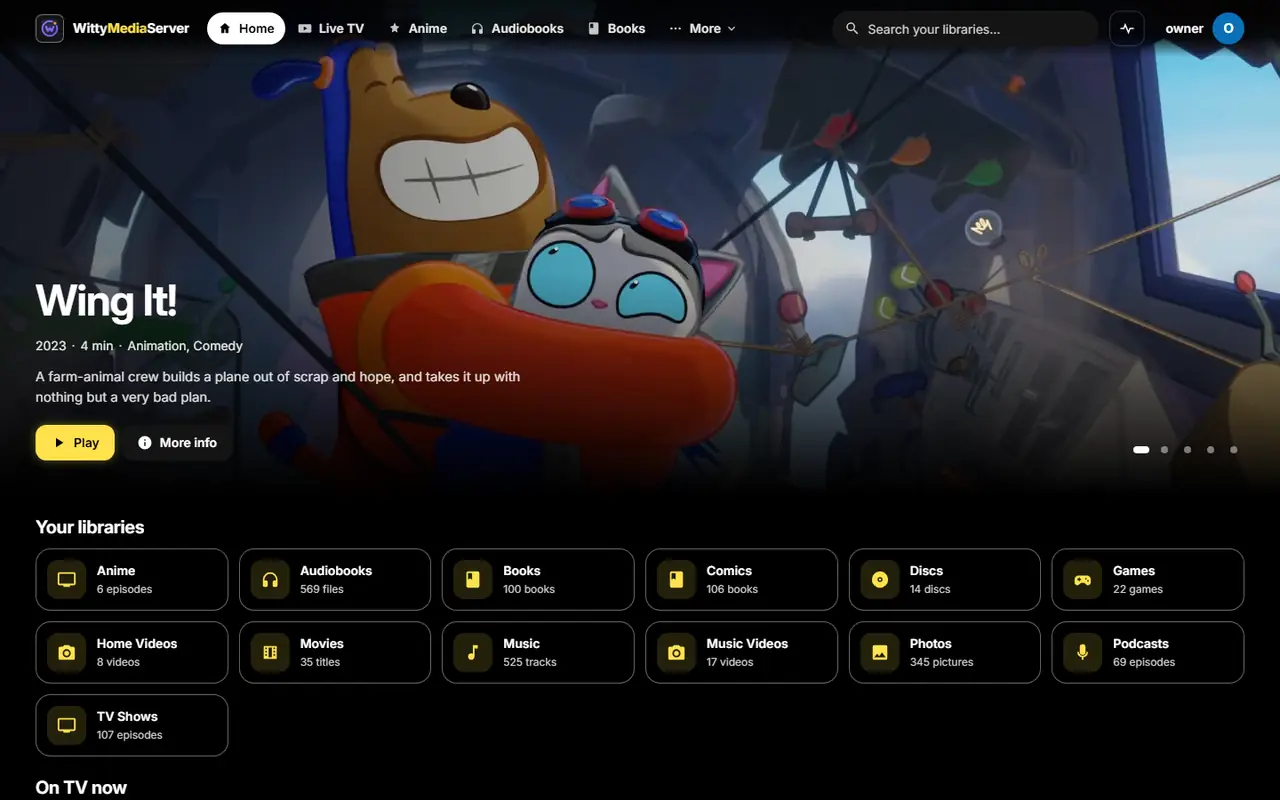 WittyMediaServer
Home
Live TV
Anime
Audiobooks
Books
More
Search your libraries...
owner
O
Wing It!
2023 · 4 min · Animation, Comedy
A farm-animal crew builds a plane out of scrap and hope, and takes it up with
nothing but a very bad plan.
Play
More info
Your libraries
Anime
6 episodes
Audiobooks
569 files
Books
100 books
Comics
106 books
Discs
14 discs
Games
22 games
Home Videos
8 videos
Movies
35 titles
Music
525 tracks
Music Videos
17 videos
Photos
345 pictures
Podcasts
69 episodes
TV Shows
107 episodes
On TV now